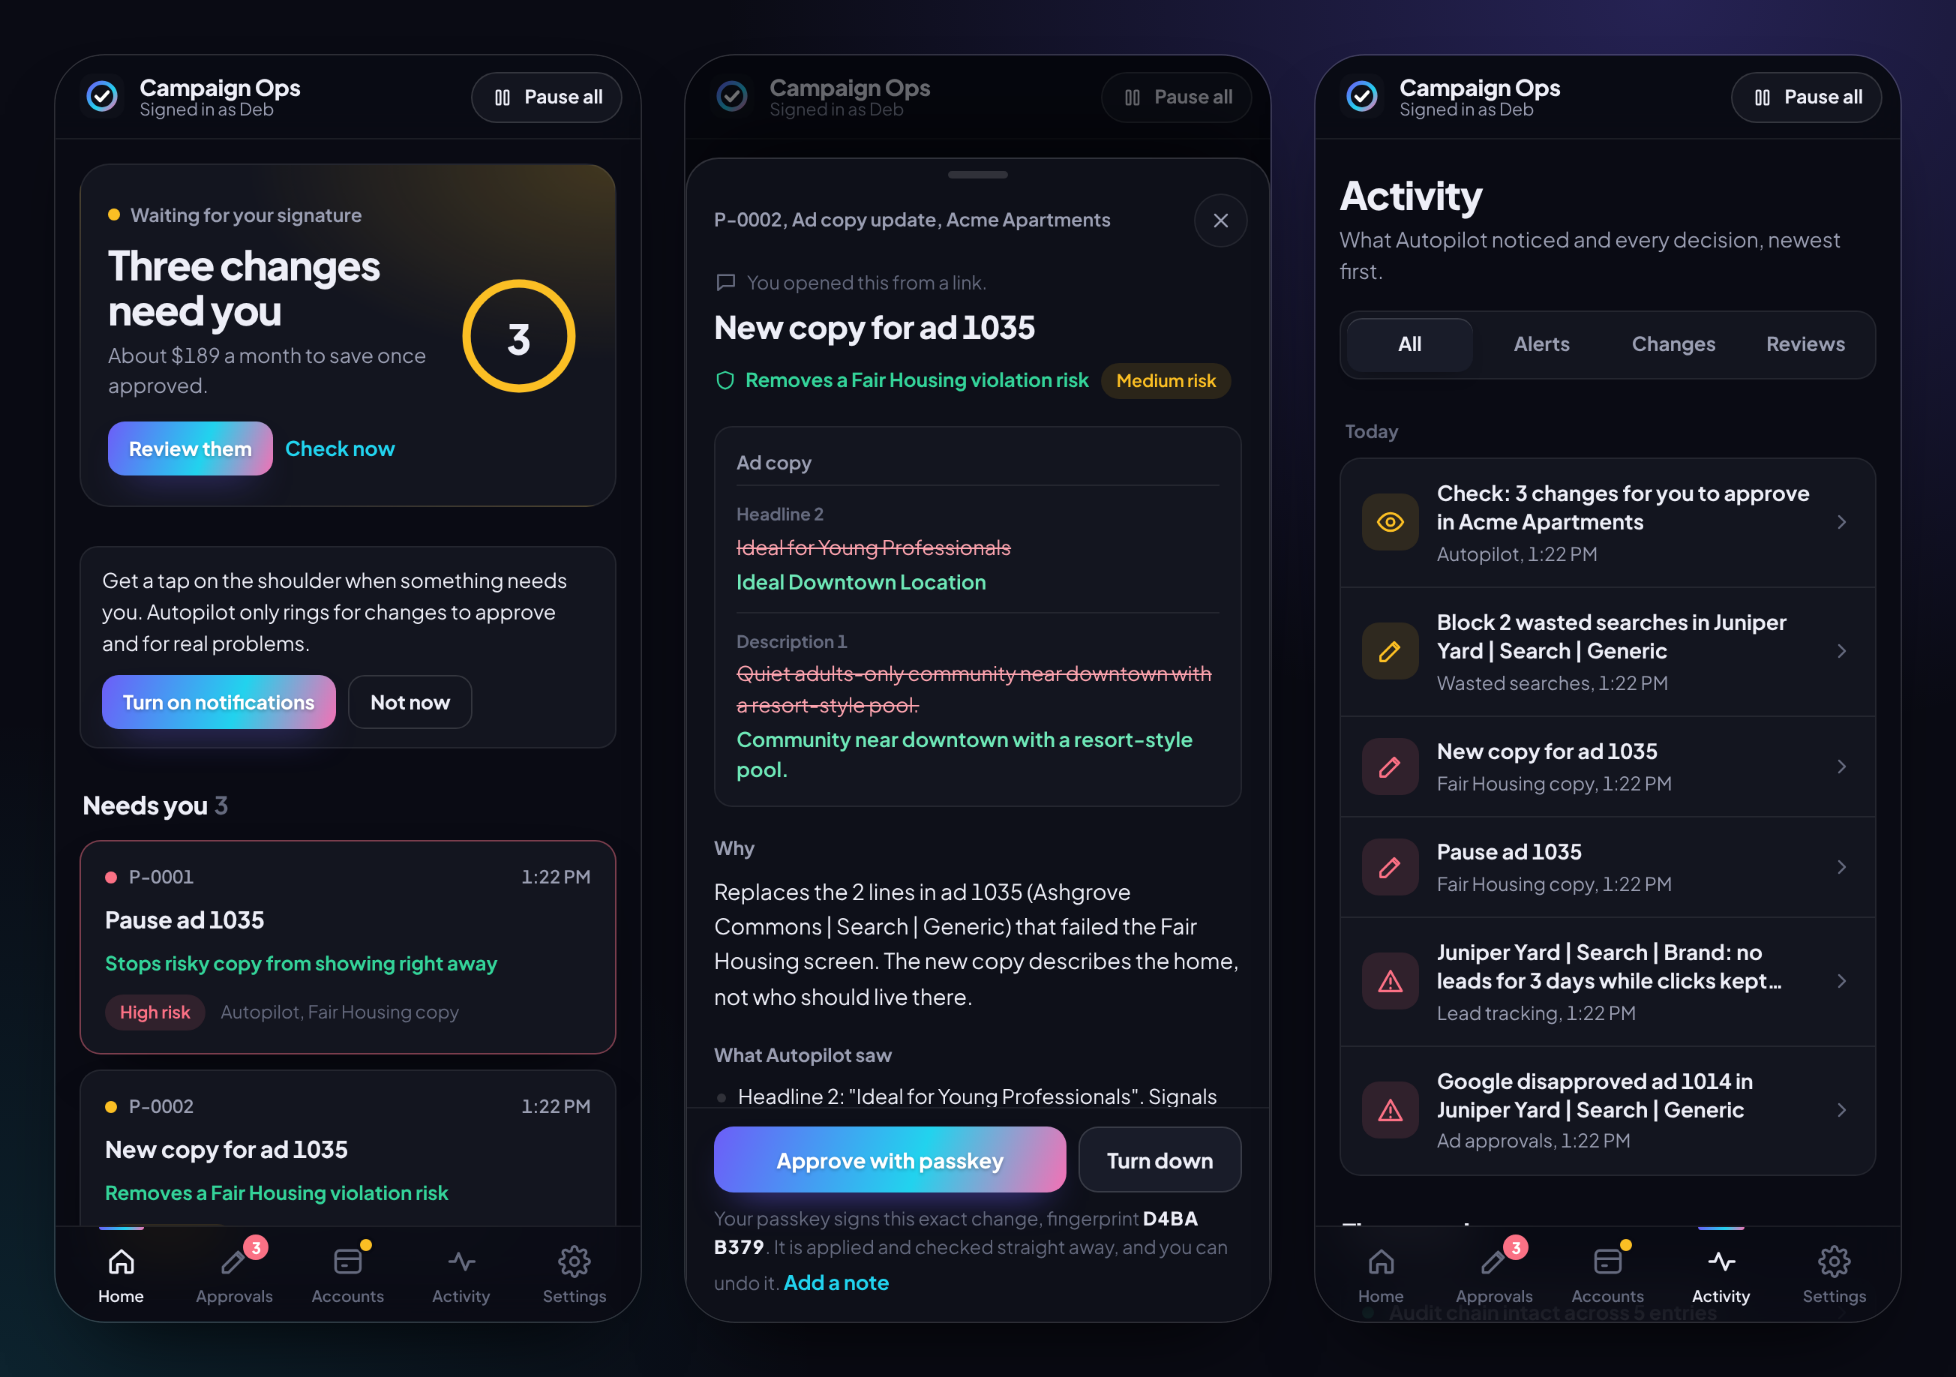 Campaign Ops
Signed in as Deb
Pause all
Waiting for your signature
Three changes
need you
About $189 a month to save once
approved.
3
Review them
Check now
Get a tap on the shoulder when something needs
you. Autopilot only rings for changes to approve
and for real problems.
Turn on notifications
Not now
Needs you 3
P-0001
1:22 PM
Pause ad 1035
Stops risky copy from showing right away
High risk
Autopilot, Fair Housing copy
P-0002
1:22 PM
New copy for ad 1035
Removes a Fair Housing violation risk
3
Home
Approvals
Accounts
Activity
Settings
Campaign Ops
Signed in as Deb
Pause all
P-0002, Ad copy update, Acme Apartments
You opened this from a link.
New copy for ad 1035
Removes a Fair Housing violation risk
Medium risk
Ad copy
Headline 2
Ideal for Young Professionals
Ideal Downtown Location
Description 1
Quiet adults-only community near downtown with
a resort-style pool.
Community near downtown with a resort-style
pool.
Why
Replaces the 2 lines in ad 1035 (Ashgrove
Commons | Search | Generic) that failed the Fair
Housing screen. The new copy describes the home,
not who should live there.
What Autopilot saw
Headline 2: "Ideal for Young Professionals". Signals
Approve with passkey
Turn down
Your passkey signs this exact change, fingerprint D4BA
B379. It is applied and checked straight away, and you can
undo it. Add a note
Campaign Ops
Signed in as Deb
Pause all
Activity
What Autopilot noticed and every decision, newest
first.
All
Alerts
Changes
Reviews
Today
Check: 3 changes for you to approve
in Acme Apartments
Autopilot, 1:22 PM
Block 2 wasted searches in Juniper
Yard | Search | Generic
Wasted searches, 1:22 PM
New copy for ad 1035
Fair Housing copy, 1:22 PM
Pause ad 1035
Fair Housing copy, 1:22 PM
Juniper Yard | Search | Brand: no
leads for 3 days while clicks kept...
Lead tracking, 1:22 PM
Google disapproved ad 1014 in
Juniper Yard | Search | Generic
Ad approvals, 1:22 PM
3
Home
Approvals
Accounts
Activity
Settings
Audit chain intact across 5 entries